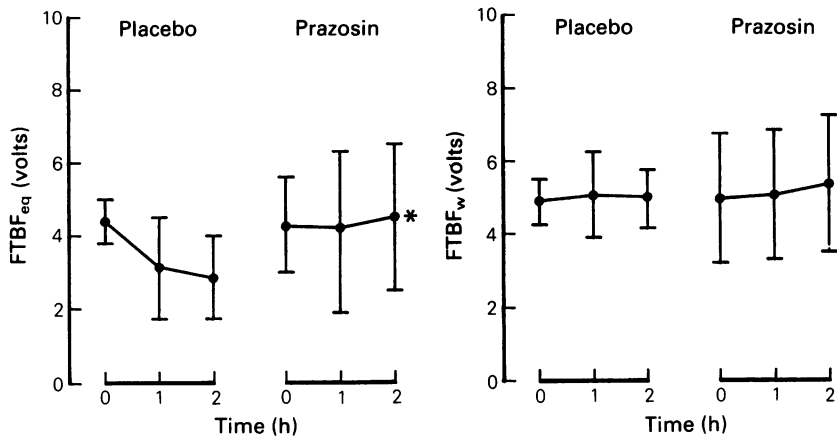 10
8
6
4
2
0
FTBFeq (volts)
Placebo
Prazosin
*
0 1 2
0 1 2
Time (h)
10
8
6
4
2
0
FTBFw (volts)
Placebo
Prazosin
0 1 2
0 1 2
Time (h)